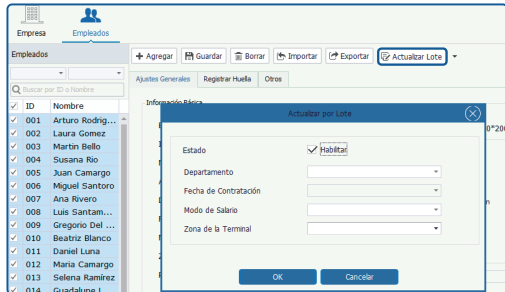 Empresa
Empleados
Empleados
Agregar
Guardar
Borrar
Importar
Exportar
Actualizar Lote
Ajustes Generales
Registrar Huella
Otros
Buscar por ID o Nombre
ID Nombre
001 Arturo Rodrig...
002 Laura Gomez
003 Martin Bello
004 Susana Rio
005 Juan Camargo
006 Miguel Santoro
007 Ana Rivero
008 Luis Santam...
009 Gregorio Del ...
010 Beatriz Blanco
011 Daniel Luna
012 Maria Camargo
013 Selena Ramírez
Información Básica
Actualizar por Lote
Estado
Habilitar
Departamento
Fecha de Contratación
Modo de Salario
Zona de la Terminal
OK
Cancelar